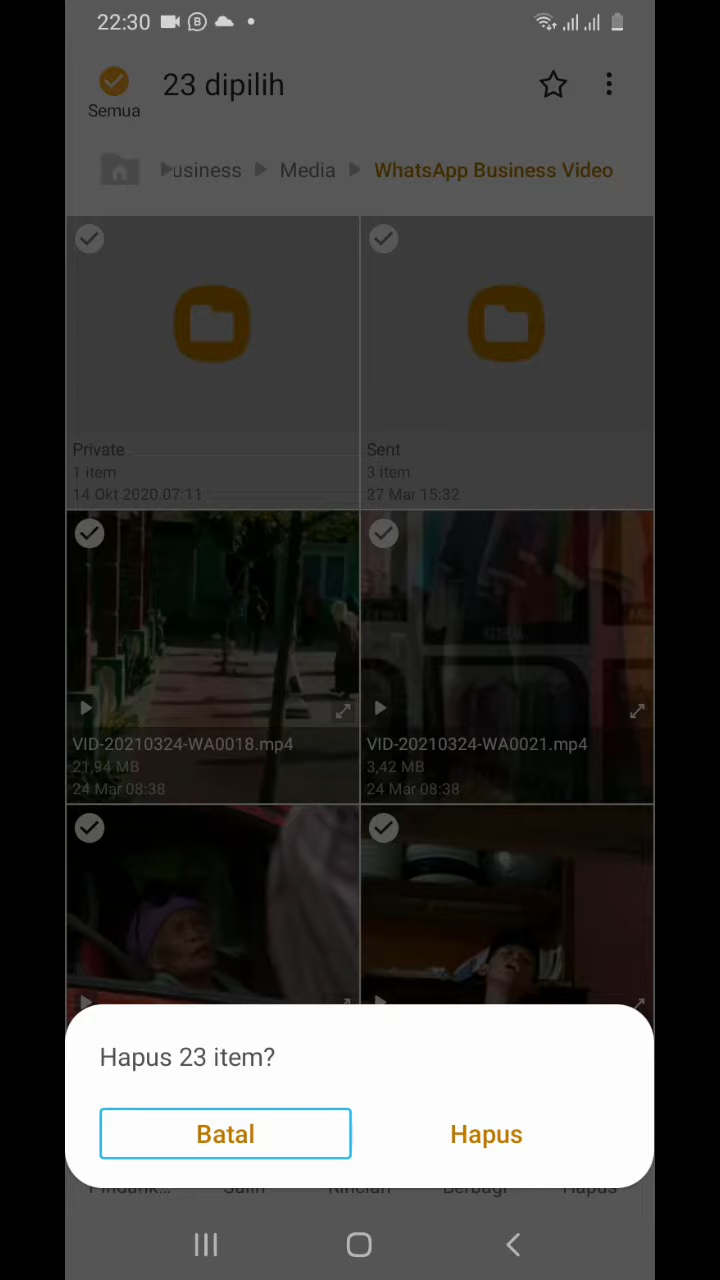 22:30
23 dipilih
Semua
usiness Media WhatsApp Business Video
Private
1 item
14 Okt 2020 07:11
Sent
3 item
27 Mar 15:32
VID-20210324-WA0018.mp4
21,94 MB
24 Mar 08:38
VID-20210324-WA0021.mp4
3,42 MB
24 Mar 08:38
Hapus 23 item?
Batal Hapus
Salin Rincian Berbagi Hapus